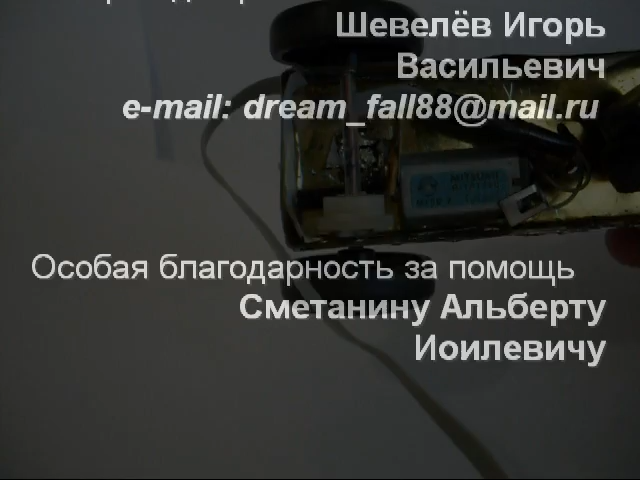 Шевелёв Игорь
Васильевич
e-mail: dream_fall88@mail.ru
Особая благодарность за помощь
Сметанину Альберту
Иоилевичу